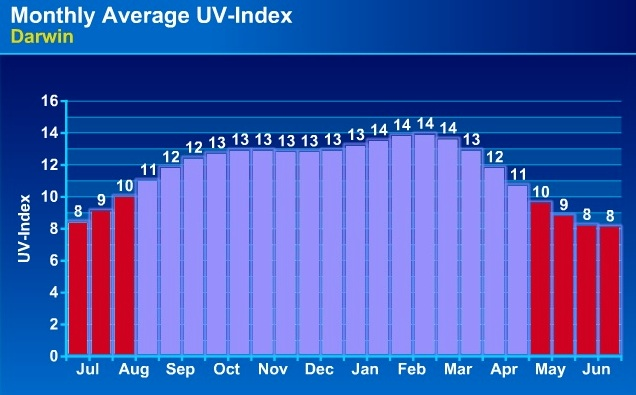 Monthly Average UV-Index
Darwin
UV-Index
16
14
12
10
8
6
4
2
0
8 9 10 11 12 12 13 13 13 13 13 13 13 14 14 14 14 13 12 11 10 9 8 8
Jul Aug Sep Oct Nov Dec Jan Feb Mar Apr May Jun